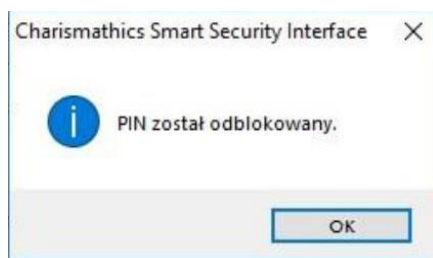 Charismathics Smart Security Interface
PIN został odblokowany.
OK